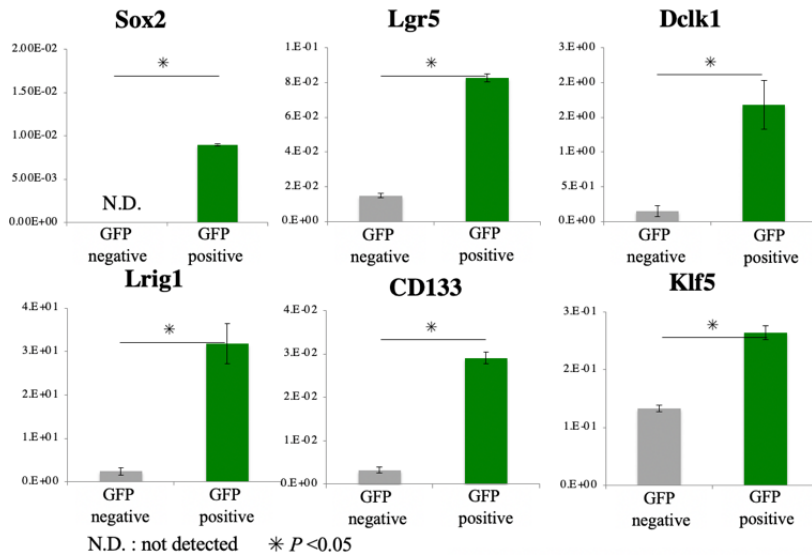 Sox2
2.00E-02
1.50E-02
1.00E-02
5.00E-03
0.00E+00
*
N.D.
GFP negative
GFP positive
Lgr5
1.E-01
8.E-02
6.E-02
4.E-02
2.E-02
0.E+00
*
GFP negative
GFP positive
Dclk1
3.E+00
2.E+00
2.E+00
1.E+00
5.E-01
0.E+00
*
GFP negative
GFP positive
Lrig1
4.E+01
3.E+01
2.E+01
1.E+01
0.E+00
*
GFP negative
GFP positive
CD133
4.E-02
3.E-02
2.E-02
1.E-02
0.E+00
*
GFP negative
GFP positive
Klf5
3.E-01
2.E-01
1.E-01
0.E+00
*
GFP negative
GFP positive
N.D. : not detected * P <0.05